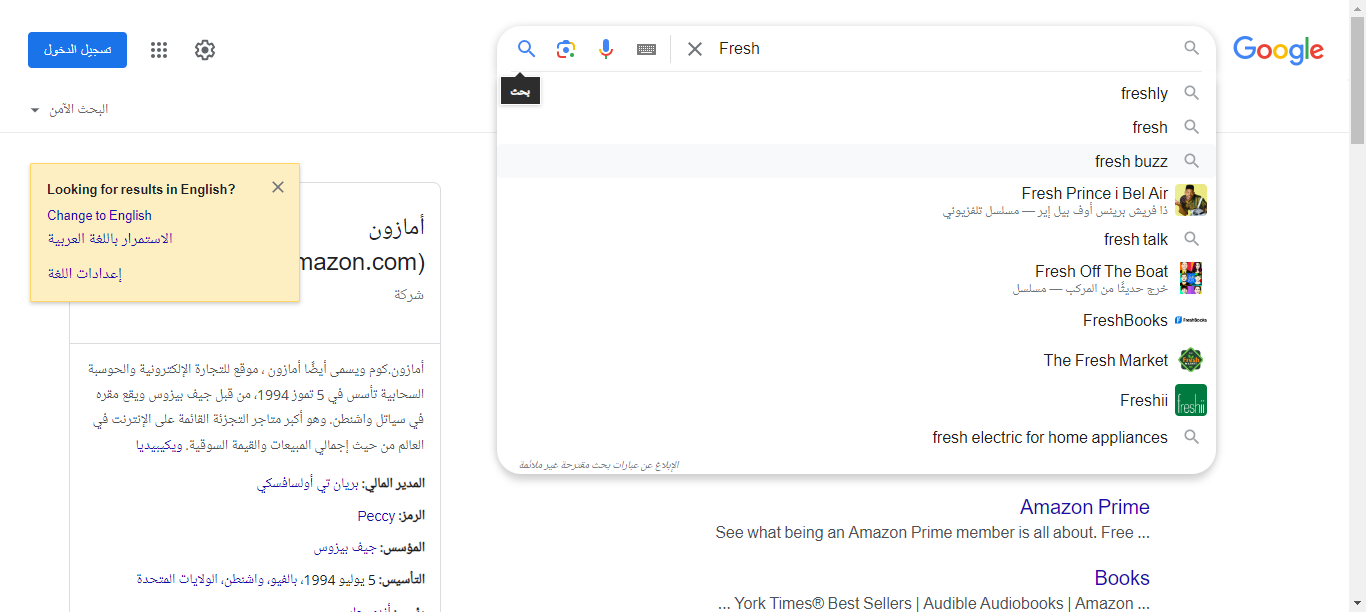 Google
Fresh
تسجيل الدخول
بحث
البحث الآمن
freshly
fresh
fresh buzz
Fresh Prince i Bel Air
ذا فريش برينس أوف بيل إير — مسلسل تلفزيوني
fresh talk
Fresh Off The Boat
خرج حديثًا من المركب — مسلسل
FreshBooks
FreshBooks
The Fresh Market
Freshii
freshii
fresh electric for home appliances
الإبلاغ عن عبارات بحث مقترحة غير ملائمة
Amazon Prime
See what being an Amazon Prime member is all about. Free ...
Books
... York Times® Best Sellers | Audible Audiobooks | Amazon ...
Looking for results in English?
Change to English
الاستمرار باللغة العربية
إعدادات اللغة
أمازون
mazon.com)
شركة
أمازون.كوم ويسمى أيضًا أمازون ، موقع للتجارة الإلكترونية والحوسبة
السحابية تأسس في 5 تموز 1994، من قبل جيف بيزوس ويقع مقره
في سياتل واشنطن. وهو أكبر متاجر التجزئة القائمة على الإنترنت في
العالم من حيث إجمالي المبيعات والقيمة السوقية. ويكيبيديا
المدير المالي: بريان تي أولسافسكي
الرمز: Peccy
المؤسس: جيف بيزوس
التأسيس: 5 يوليو 1994، بالفيو، واشنطن، الولايات المتحدة